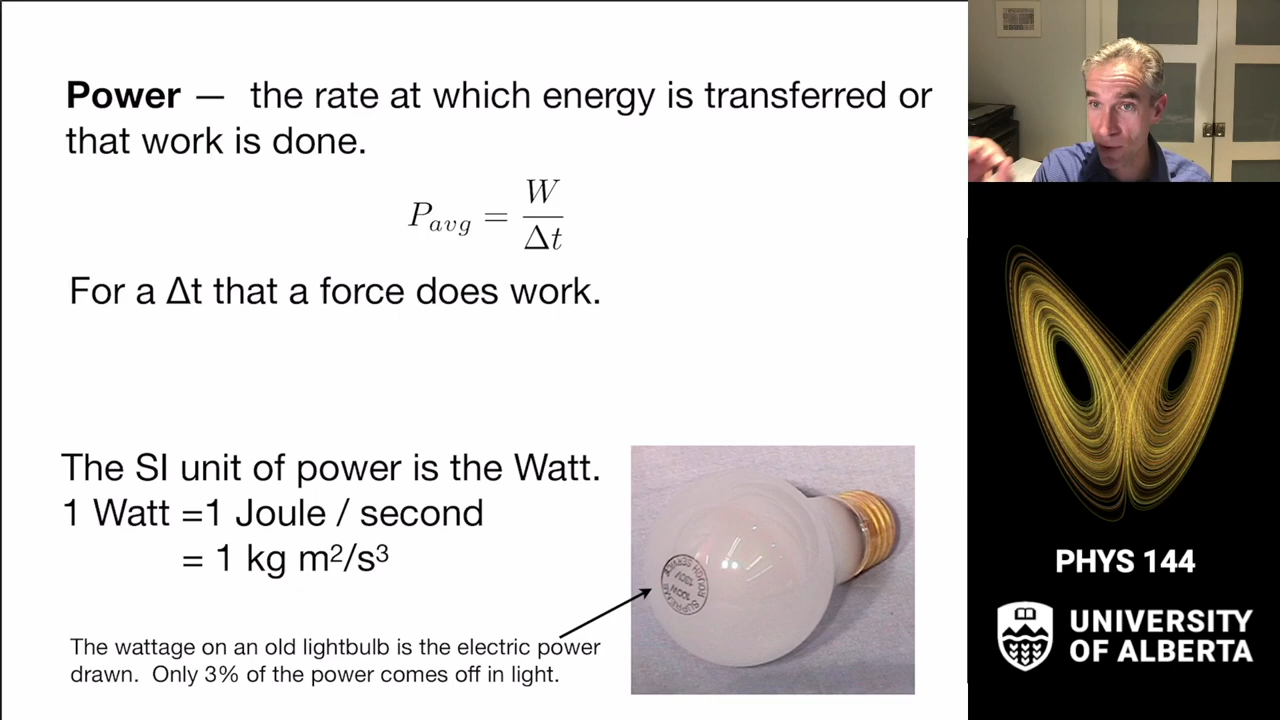 Power — the rate at which energy is transferred or
that work is done.
P_avg = W / Δt
For a Δt that a force does work.
The SI unit of power is the Watt.
1 Watt =1 Joule / second
= 1 kg m²/s³
The wattage on an old lightbulb is the electric power
drawn. Only 3% of the power comes off in light.
100W
130V
PHYS 144
UNIVERSITY
OF ALBERTA